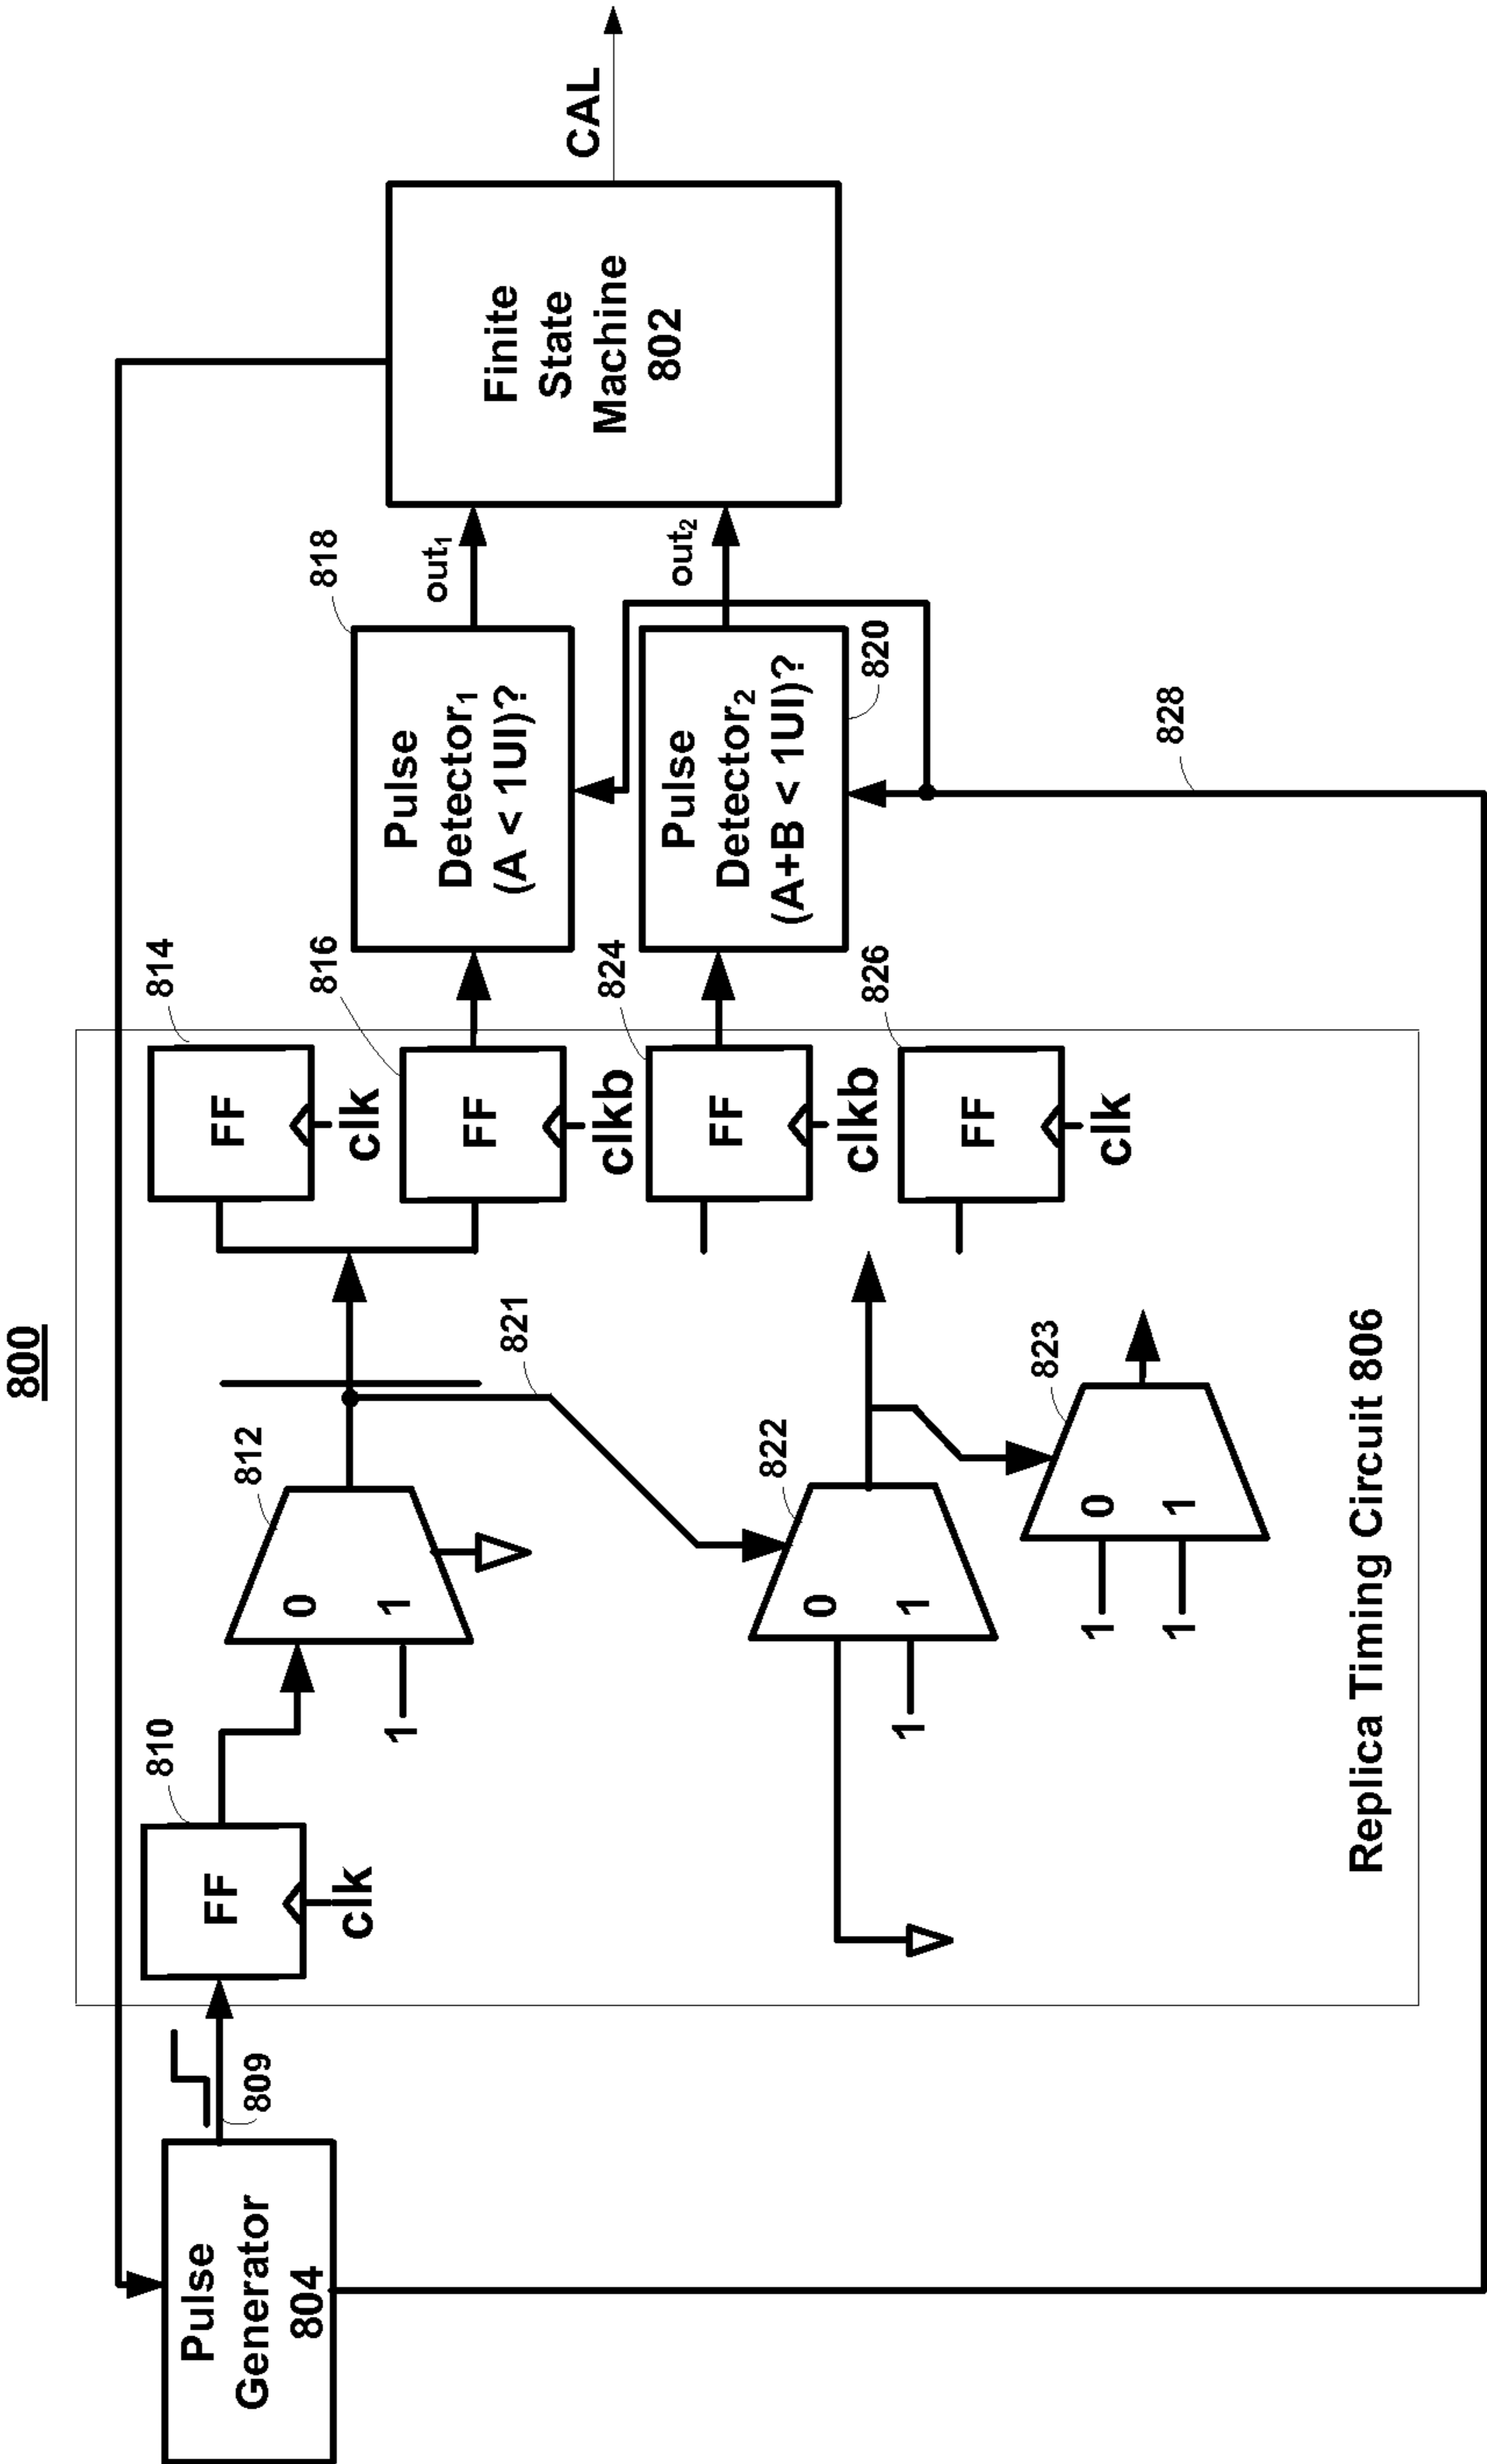 800
Pulse
Generator
804
809
810
FF
clk
812
0
1
1
814
FF
clk
816
FF
clkb
818
Pulse
Detector1
(A < 1UI)?
out1
821
822
0
1
1
824
FF
clkb
820
Pulse
Detector2
(A+B < 1UI)?
out2
823
0
1
1
1
826
FF
clk
828
Finite
State
Machine
802
CAL
Replica Timing Circuit 806